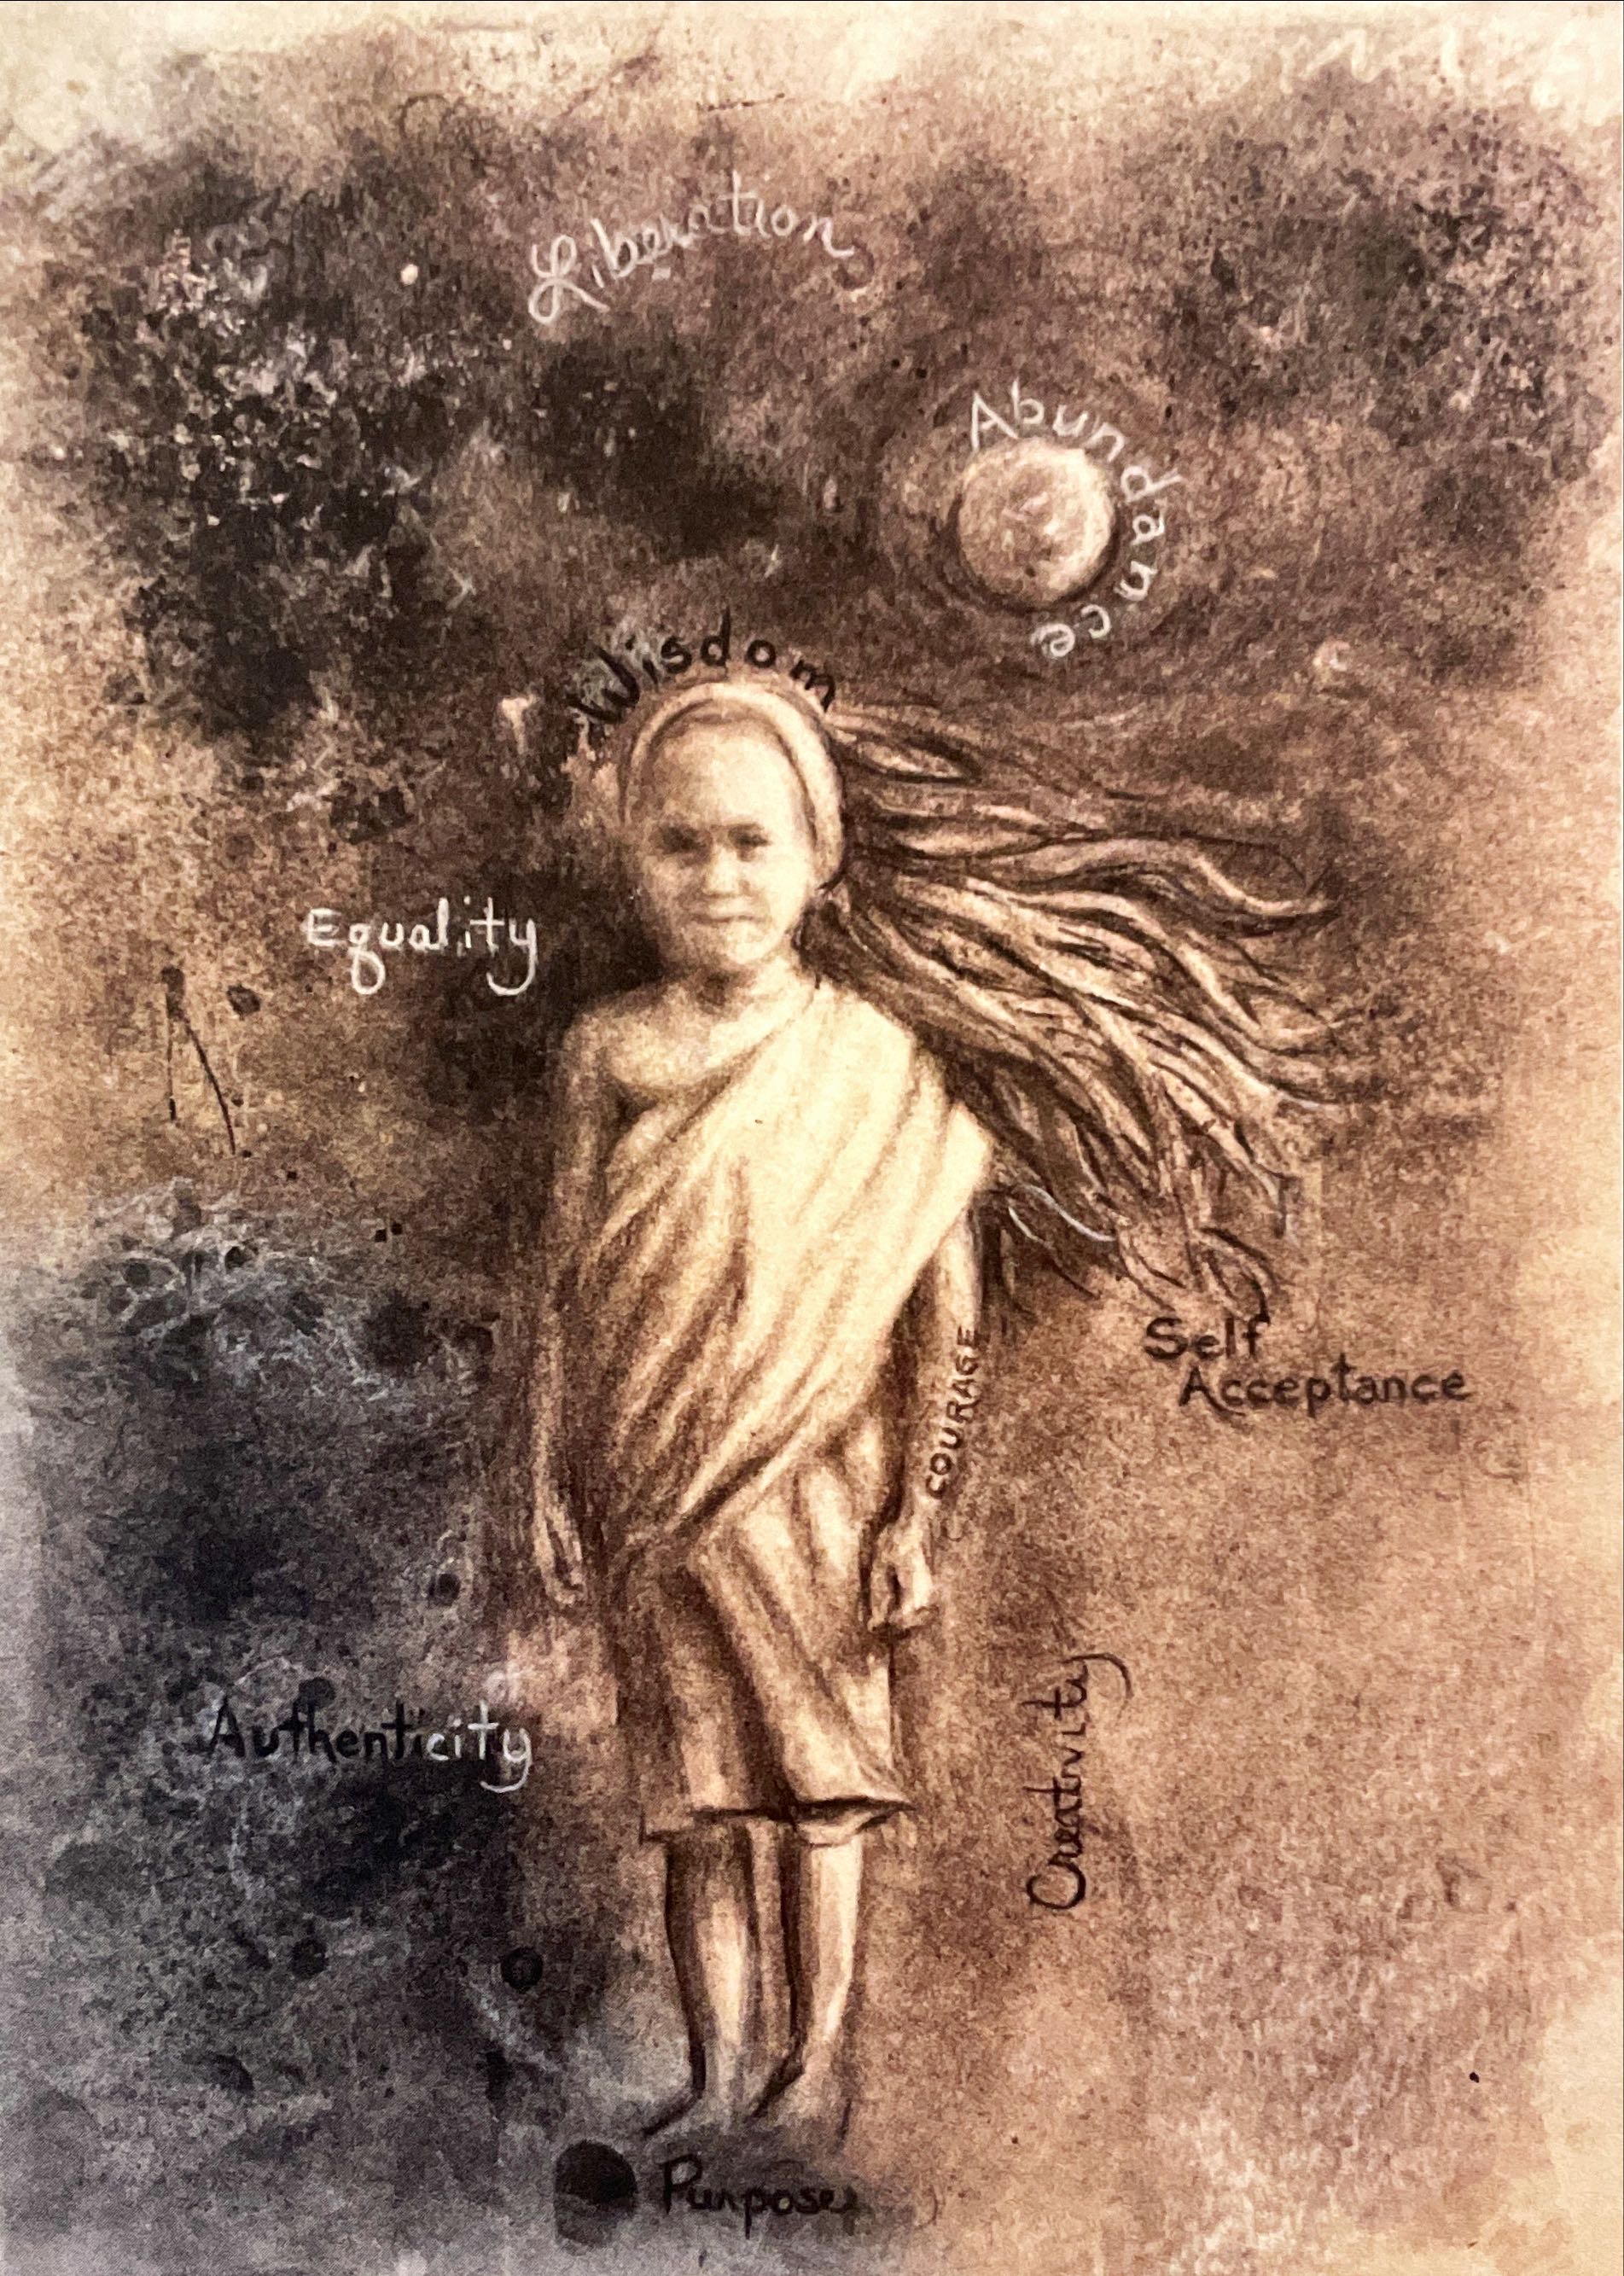 Liberation
Abundance
Wisdom
Equality
Self
Acceptance
COURAGE
Creativity
Authenticity
Purpose